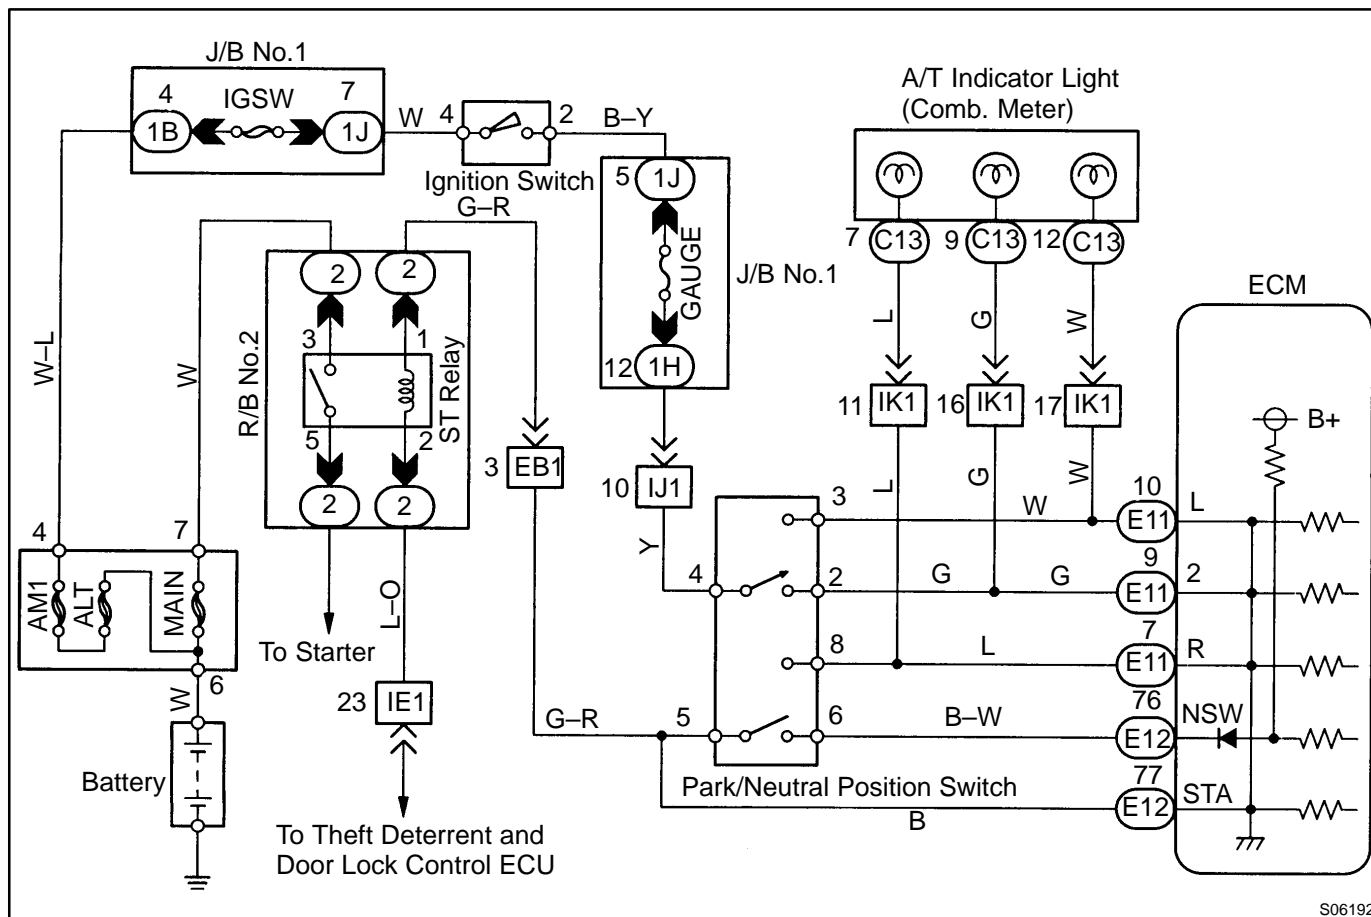 J/B No.1
4
IGSW
7
1B
1J
W
4
2
B–Y
Ignition Switch
A/T Indicator Light
(Comb. Meter)
G–R
5
1J
GAUGE
12
1H
J/B No.1
7
C13
9
C13
12
C13
ECM
W–L
W
R/B No.2
2
2
3
1
ST Relay
5
2
2
2
L
G
W
11
IK1
16
IK1
17
IK1
B+
3
EB1
10
IJ1
L
G
W
3
W
10
E11
L
4
7
AM1
ALT
MAIN
6
W
Battery
To Starter
L–O
23
IE1
To Theft Deterrent and
Door Lock Control ECU
Y
4
2
G
G
9
E11
2
8
L
7
E11
R
G–R
5
6
B–W
76
E12
NSW
Park/Neutral Position Switch
B
77
E12
STA
S06192